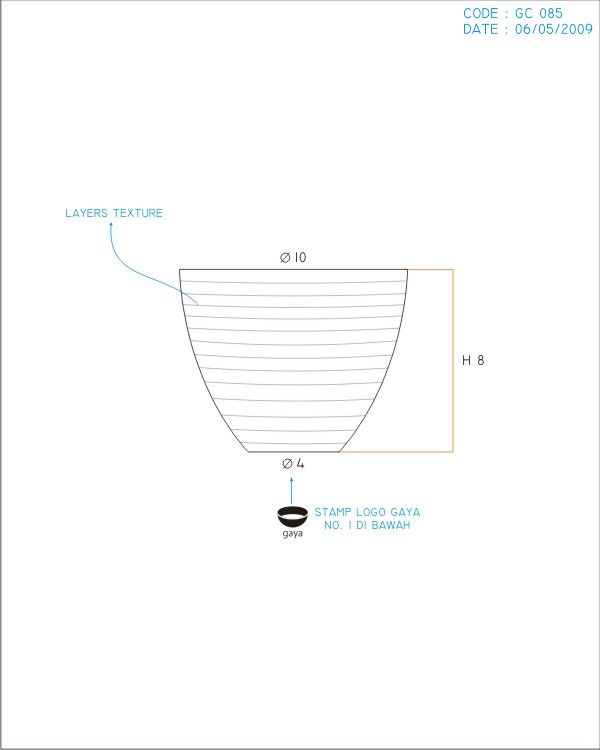 CODE : GC 085
DATE : 06/05/2009
LAYERS TEXTURE
Ø 10
H 8
Ø 4
STAMP LOGO GAYA
NO. 1 DI BAWAH
gaya